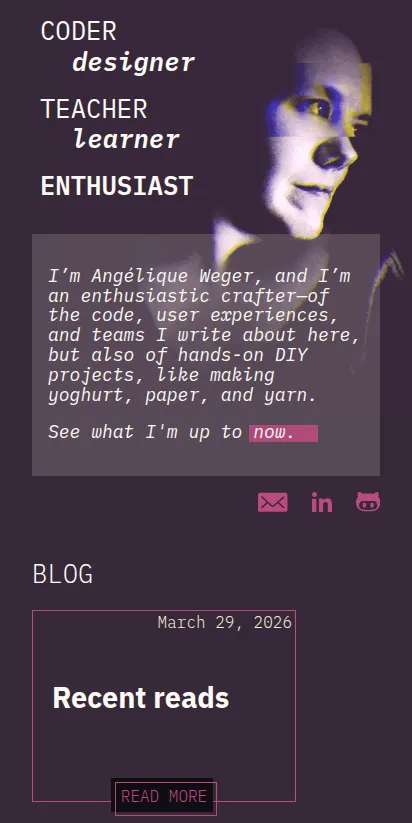 CODER
designer
TEACHER
learner
ENTHUSIAST
I’m Angélique Weger, and I’m
an enthusiastic crafter—of
the code, user experiences,
and teams I write about here,
but also of hands-on DIY
projects, like making
yoghurt, paper, and yarn.
See what I'm up to now.
in
BLOG
March 29, 2026
Recent reads
READ MORE